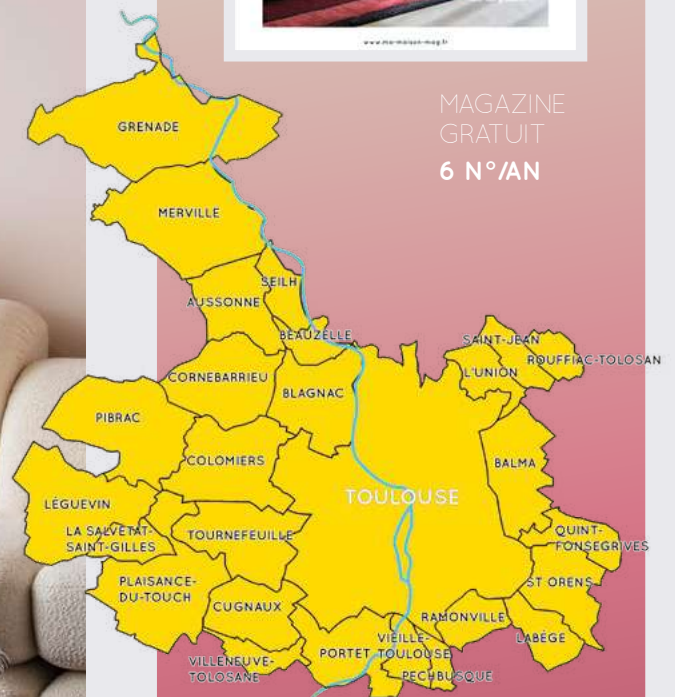 www.ma-maison-mag.fr
MAGAZINE
GRATUIT
6 N°/AN
GRENADE
MERVILLE
SEILH
AUSSONNE
BEAUZELLE
SAINT-JEAN
ROUFFIAC-TOLOSAN
L'UNION
CORNEBARRIEU
BLAGNAC
PIBRAC
COLOMIERS
BALMA
TOULOUSE
LÉGUEVIN
LA SALVETAT-
SAINT-GILLES
TOURNEFEUILLE
QUINT-
FONSEGRIVES
PLAISANCE-
DU-TOUCH
ST ORENS
CUGNAUX
RAMONVILLE
VIEILLE-
TOULOUSE
LABÈGE
PORTET
VILLENEUVE-
TOLOSANE
PECHBUSQUE